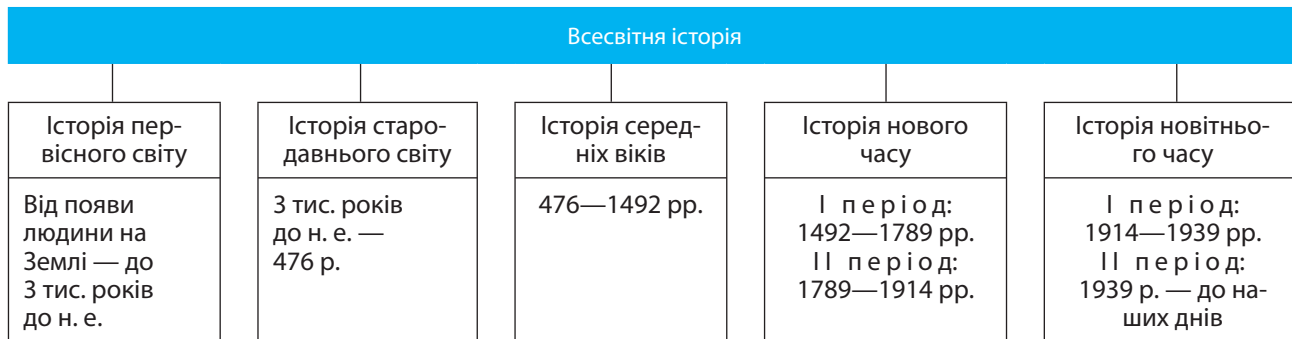 Всесвітня історія
Історія пер-
вісного світу
Від появи
людини на
Землі — до
3 тис. років
до н. е.
Історія старо-
давнього світу
3 тис. років
до н. е. —
476 р.
Історія серед-
ніх віків
476—1492 рр.
Історія нового
часу
І період:
1492—1789 рр.
ІІ період:
1789—1914 рр.
Історія новітньо-
го часу
І період:
1914—1939 рр.
ІІ період:
1939 р. — до на-
ших днів